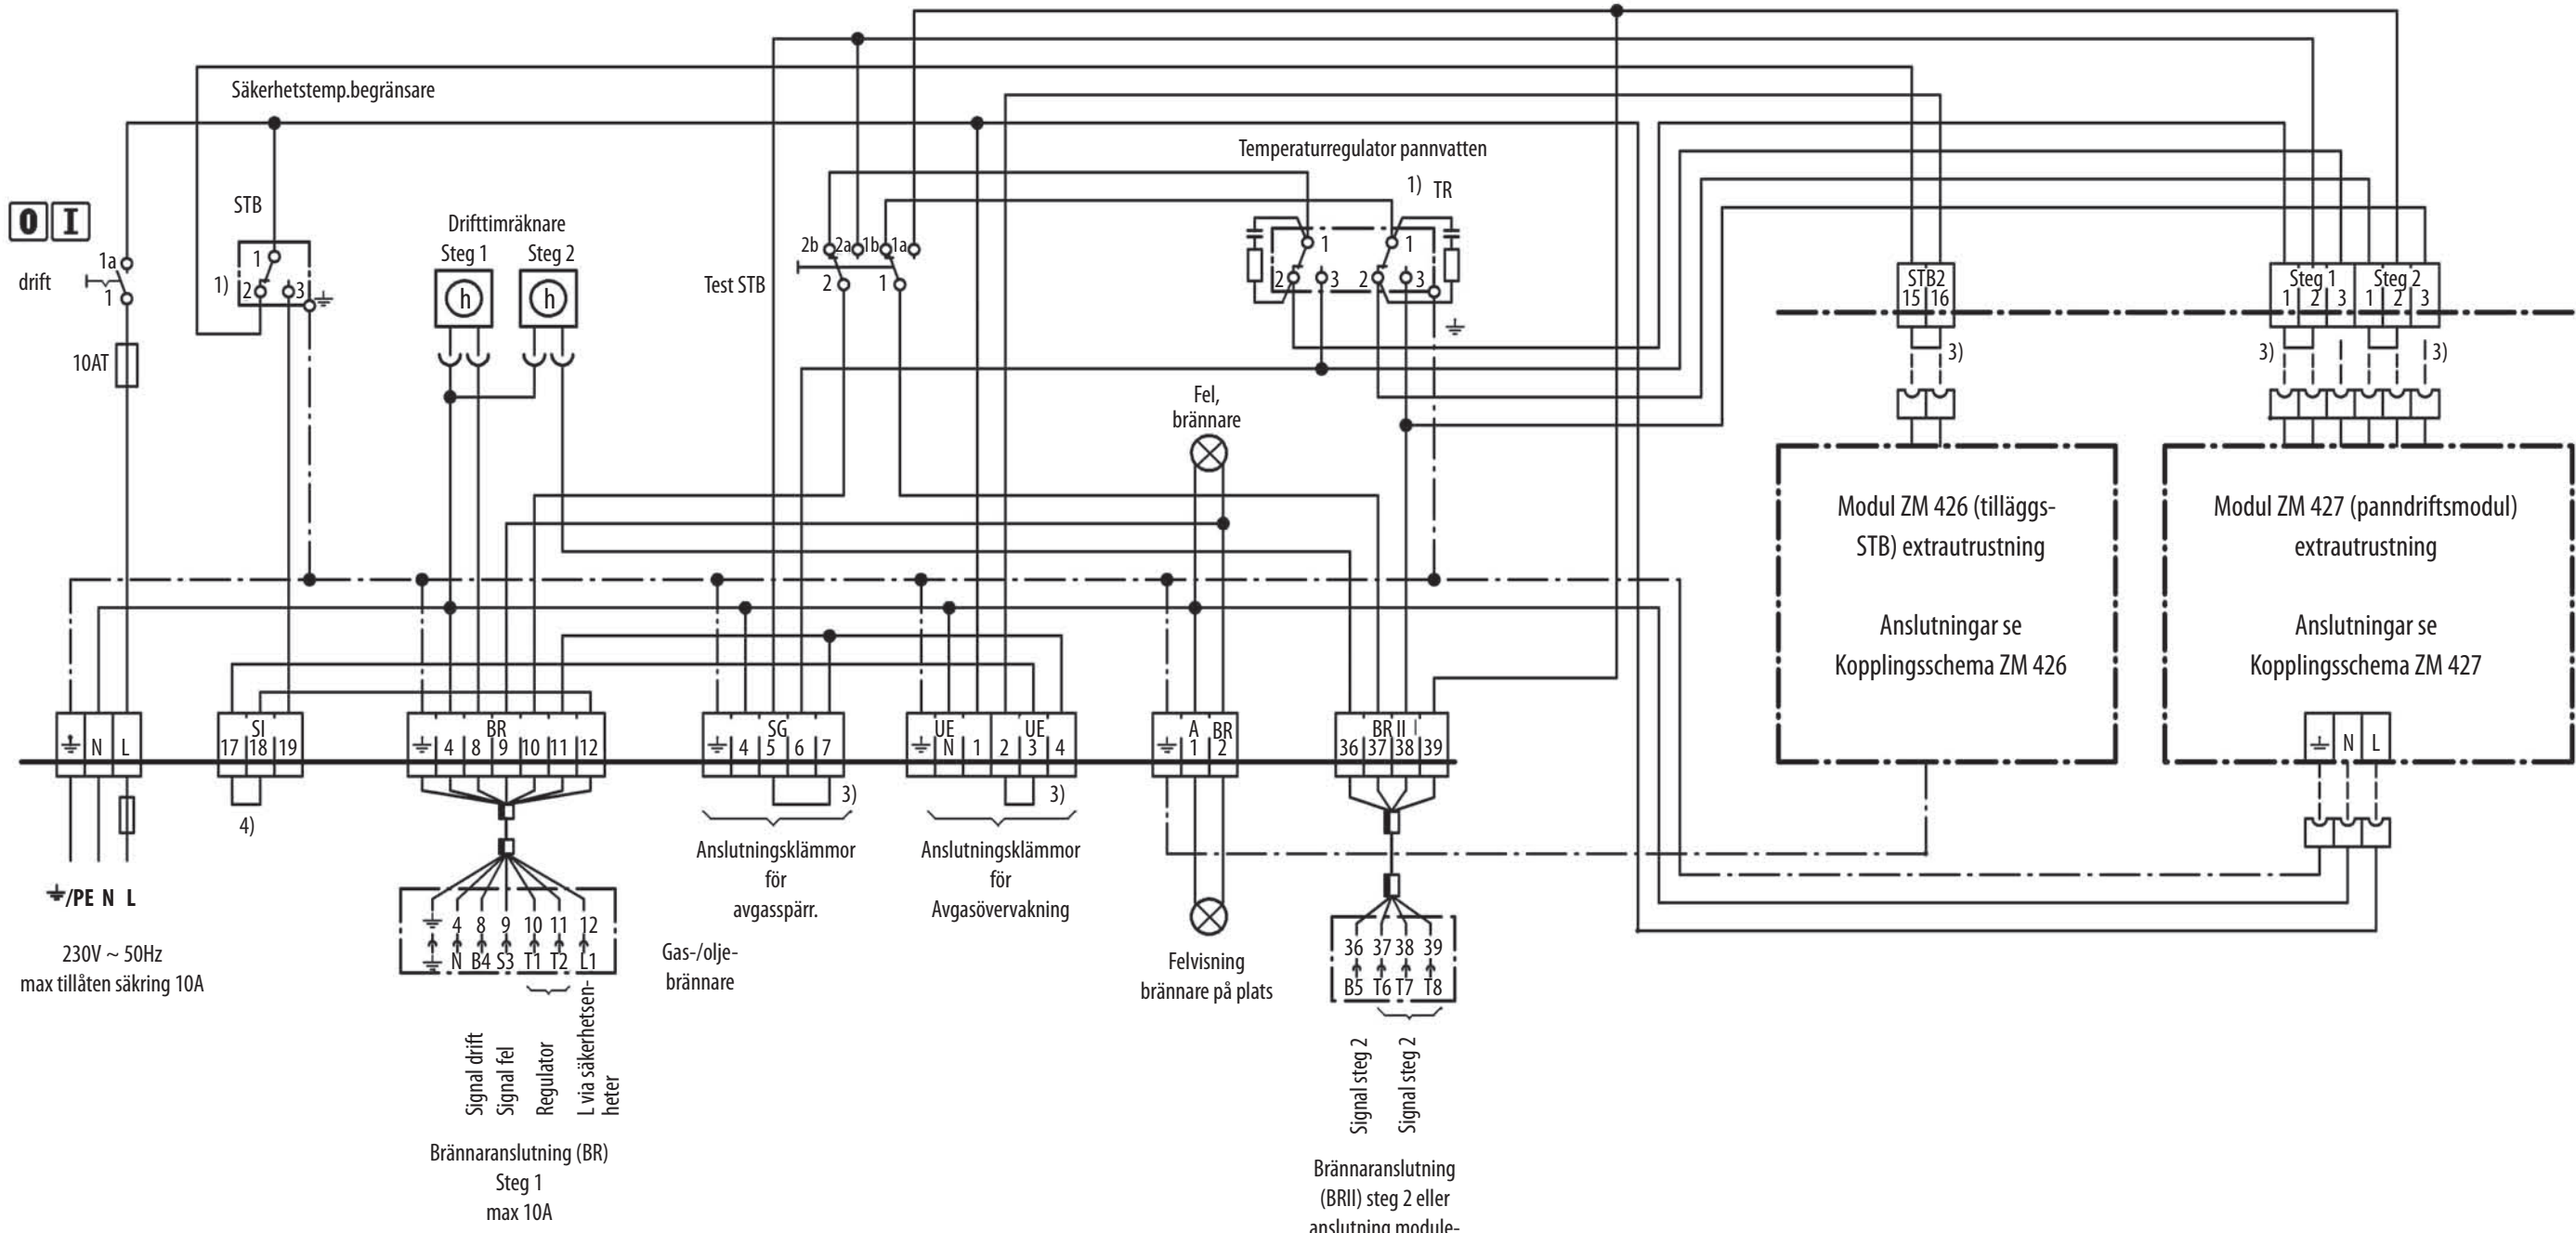 Säkerhetstemp.begränsare
Temperaturregulator pannvatten
1) TR
O I
drift
1a
1
10AT
STB
1)
1
2 3
Drifttimräknare
Steg 1 Steg 2
h h
2b 2a 1b 1a
Test STB
2 1
1 1
2 3 2 3
STB2
15 16
3)
Steg 1 Steg 2
1 2 3 1 2 3
3) 3)
Fel,
brännare
Modul ZM 426 (tilläggs-
STB) extrautrustning
Anslutningar se
Kopplingsschema ZM 426
Modul ZM 427 (panndriftsmodul)
extrautrustning
Anslutningar se
Kopplingsschema ZM 427
N L
N L
SI
17 18 19
4)
BR
4 8 9 10 11 12
SG
4 5 6 7
3)
UE UE
N 1 2 3 4
3)
A BR
1 2
BR II
36 37 38 39
/PE N L
230V ~ 50Hz
max tillåten säkring 10A
4 8 9 10 11 12
N B4 S3 T1 T2 L1
Signal drift
Signal fel
Regulator
L via säkerhetsen-
heter
Brännaranslutning (BR)
Steg 1
max 10A
Gas-/olje-
brännare
Anslutningsklämmor
för
avgasspärr.
Anslutningsklämmor
för
Avgasövervakning
Felvisning
brännare på plats
36 37 38 39
B5 T6 T7 T8
Signal steg 2
Signal steg 2
Brännaranslutning
(BRII) steg 2 eller
anslutning module-